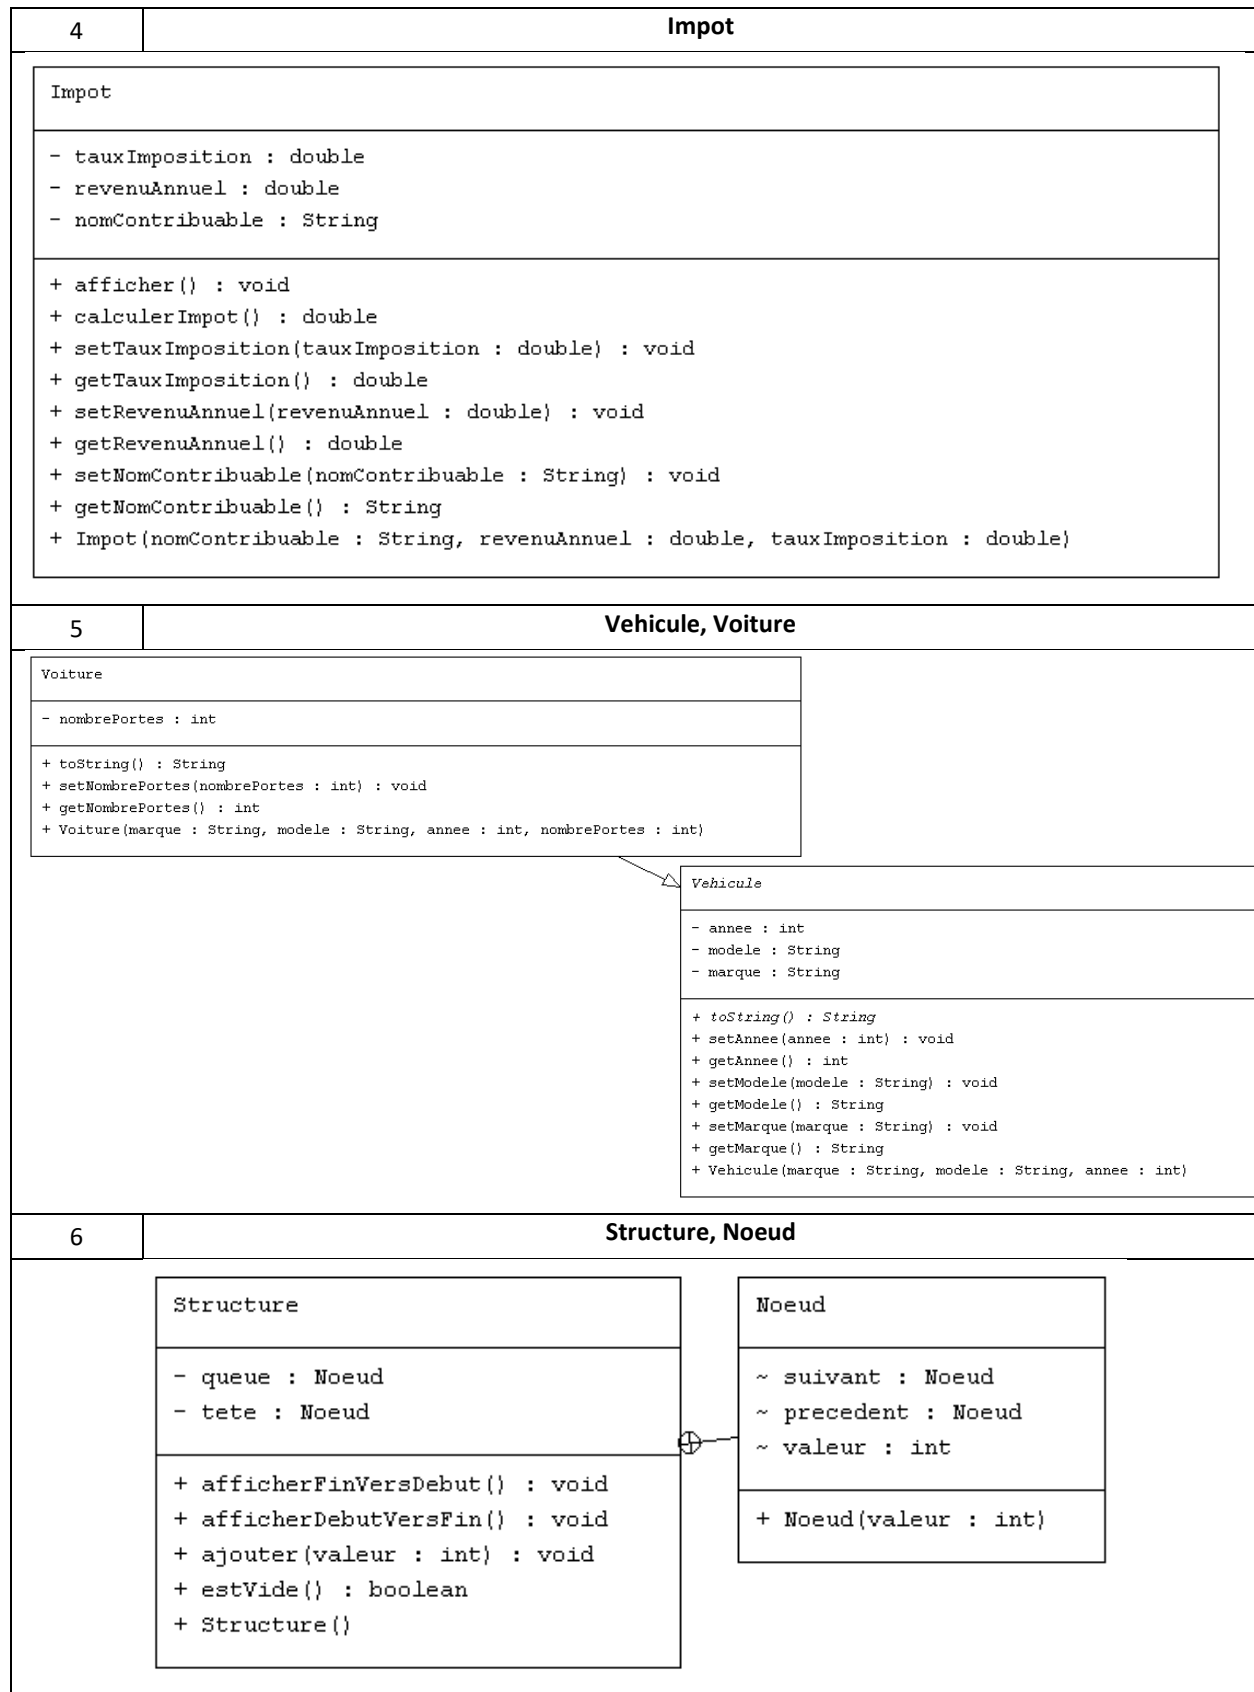 4
Impot
Impot
- tauxImposition : double
- revenuAnnuel : double
- nomContribuable : String
+ afficher() : void
+ calculerImpot() : double
+ setTauxImposition(tauxImposition : double) : void
+ getTauxImposition() : double
+ setRevenuAnnuel(revenuAnnuel : double) : void
+ getRevenuAnnuel() : double
+ setNomContribuable(nomContribuable : String) : void
+ getNomContribuable() : String
+ Impot(nomContribuable : String, revenuAnnuel : double, tauxImposition : double)
5
Vehicule, Voiture
Voiture
- nombrePortes : int
+ toString() : String
+ setNombrePortes(nombrePortes : int) : void
+ getNombrePortes() : int
+ Voiture(marque : String, modele : String, annee : int, nombrePortes : int)
Vehicule
- annee : int
- modele : String
- marque : String
+ toString() : String
+ setAnnee(annee : int) : void
+ getAnnee() : int
+ setModele(modele : String) : void
+ getModele() : String
+ setMarque(marque : String) : void
+ getMarque() : String
+ Vehicule(marque : String, modele : String, annee : int)
6
Structure, Noeud
Structure
- queue : Noeud
- tete : Noeud
+ afficherFinVersDebut() : void
+ afficherDebutVersFin() : void
+ ajouter(valeur : int) : void
+ estVide() : boolean
+ Structure()
Noeud
~ suivant : Noeud
~ precedent : Noeud
~ valeur : int
+ Noeud(valeur : int)